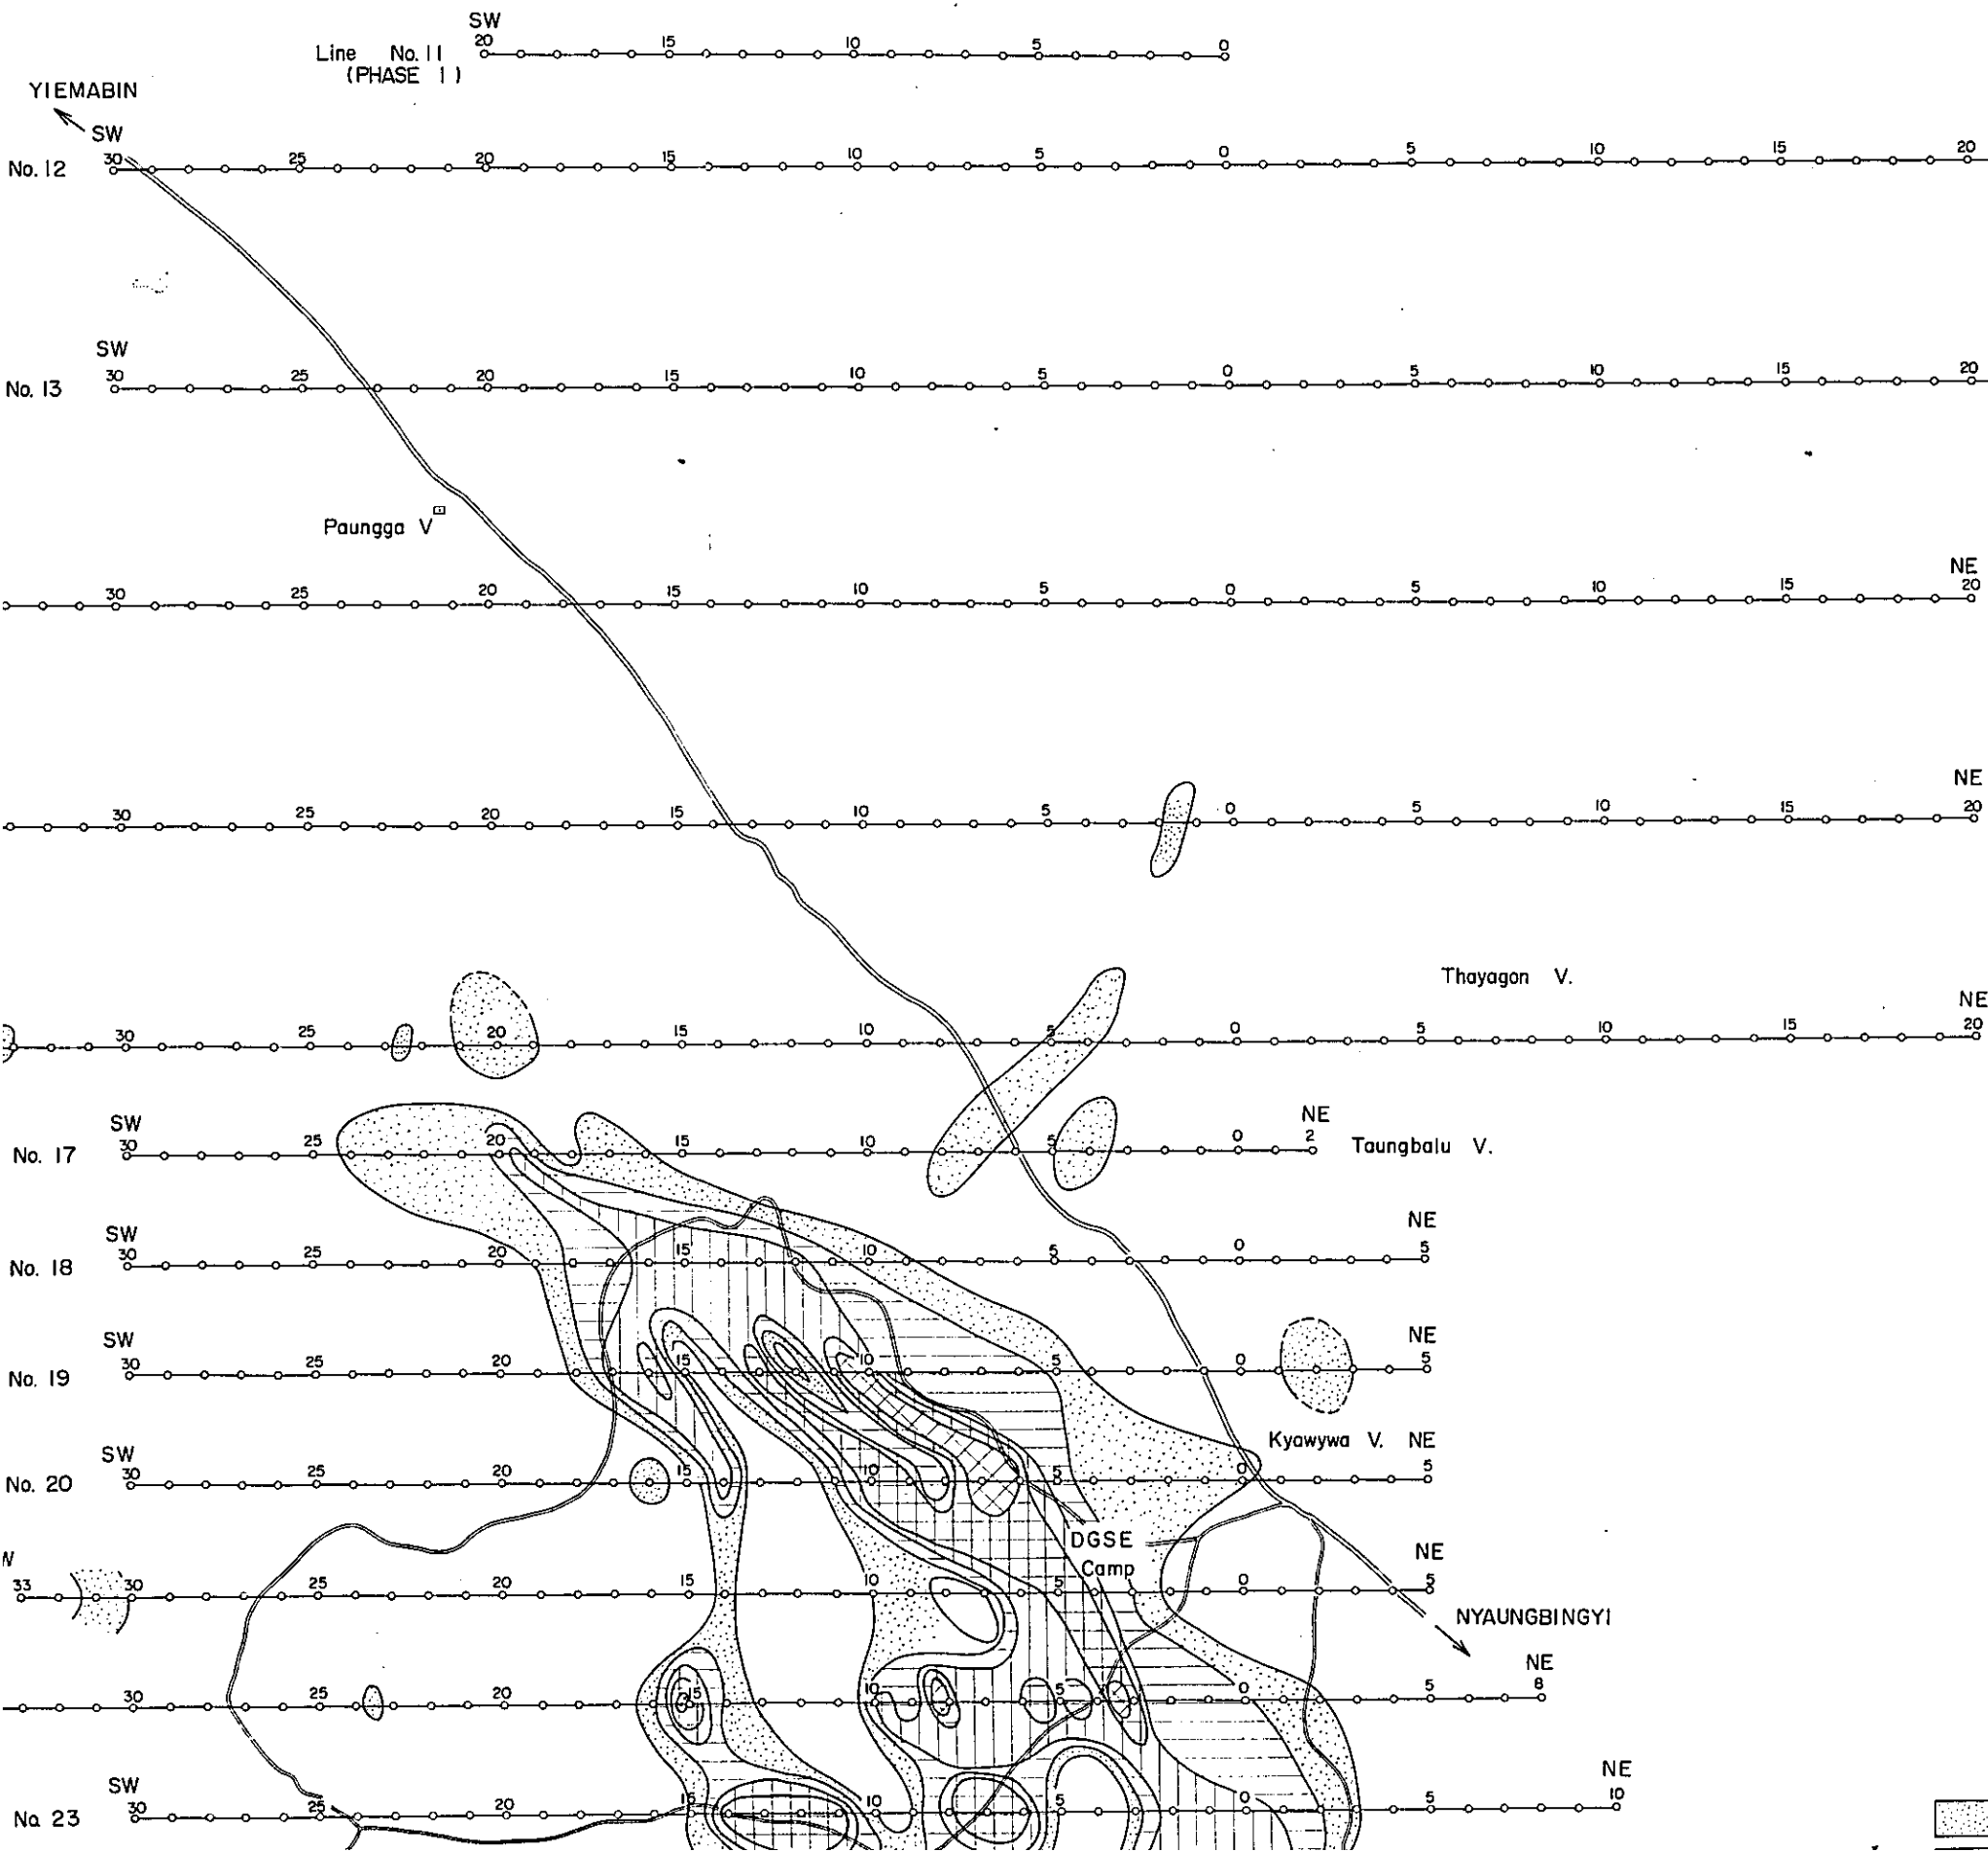 SW
20 15 10 5 0
Line No. 11
(PHASE 1)
YIEMABIN
SW
No. 12 30 25 20 15 10 5 0 5 10 15 20
SW
No. 13 30 25 20 15 10 5 0 5 10 15 20
Paungga V
NE
30 25 20 15 10 5 0 5 10 15 20
NE
30 25 20 15 10 5 0 5 10 15 20
Thayagon V.
NE
30 25 20 15 10 5 0 5 10 15 20
SW NE
No. 17 30 25 20 15 10 5 0 2 Taungbalu V.
SW NE
No. 18 30 25 20 15 10 5 0 5
SW NE
No. 19 30 25 20 15 10 5 0 5
Kyawywa V. NE
SW
No. 20 30 25 20 15 10 5 0 5
DGSE
Camp
W NE
33 30 25 20 15 10 5 0 5
NYAUNGBINGYI
NE
30 25 20 15 10 5 0 5 8
SW NE
No 23 30 25 20 15 10 5 0 5 10